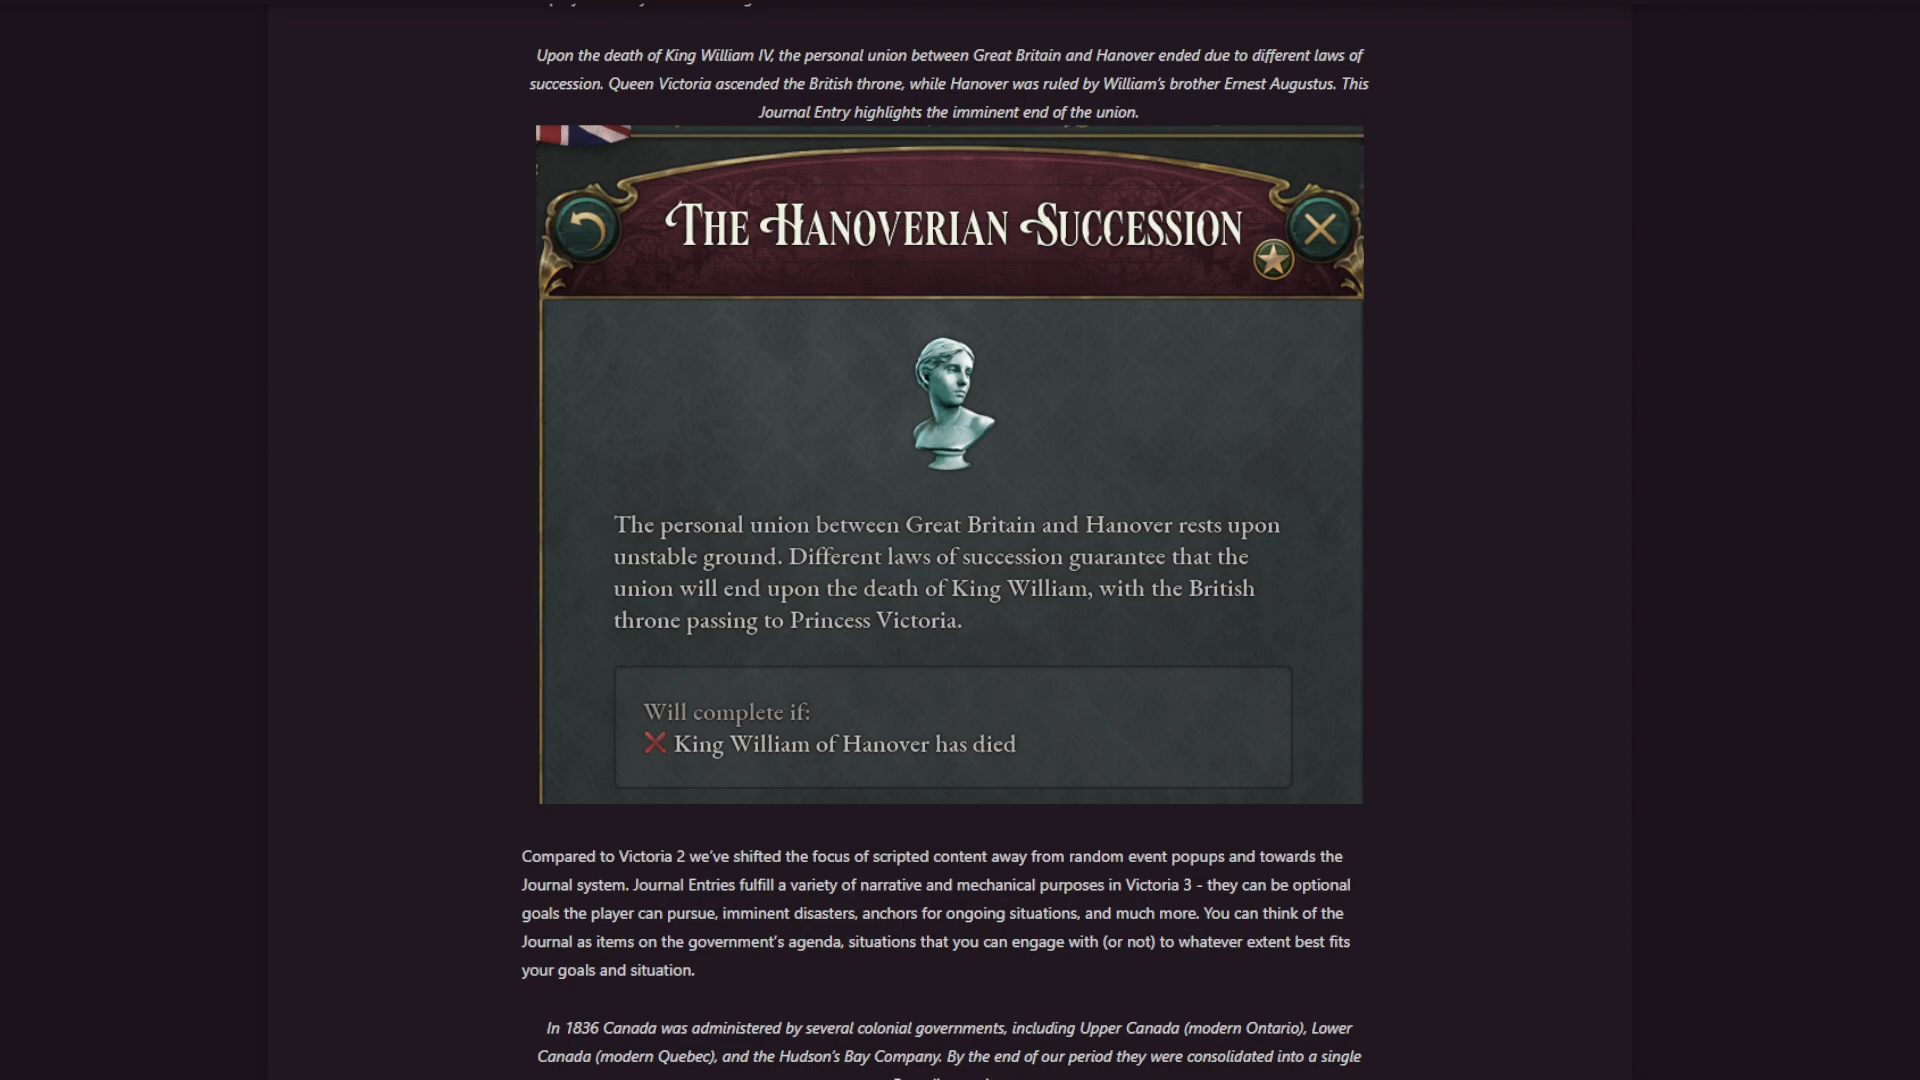 Upon the death of King William IV, the personal union between Great Britain and Hanover ended due to different laws of
succession. Queen Victoria ascended the British throne, while Hanover was ruled by William's brother Ernest Augustus. This
Journal Entry highlights the imminent end of the union.
The Hanoverian Succession
The personal union between Great Britain and Hanover rests upon
unstable ground. Different laws of succession guarantee that the
union will end upon the death of King William, with the British
throne passing to Princess Victoria.
Will complete if:
King William of Hanover has died
Compared to Victoria 2 we've shifted the focus of scripted content away from random event popups and towards the
Journal system. Journal Entries fulfill a variety of narrative and mechanical purposes in Victoria 3 - they can be optional
goals the player can pursue, imminent disasters, anchors for ongoing situations, and much more. You can think of the
Journal as items on the government's agenda, situations that you can engage with (or not) to whatever extent best fits
your goals and situation.
In 1836 Canada was administered by several colonial governments, including Upper Canada (modern Ontario), Lower
Canada (modern Quebec), and the Hudson's Bay Company. By the end of our period they were consolidated into a single